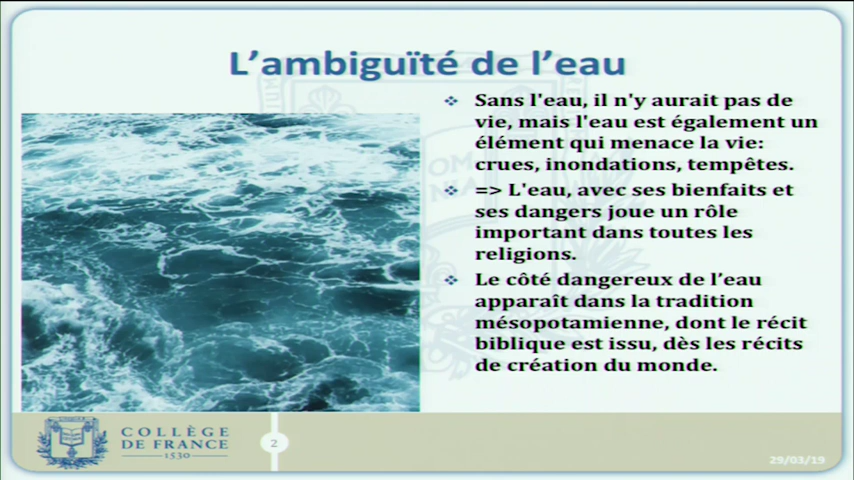 L'ambiguïté de l'eau
❖ Sans l'eau, il n'y aurait pas de
vie, mais l'eau est également un
élément qui menace la vie:
crues, inondations, tempêtes.
❖ => L'eau, avec ses bienfaits et
ses dangers joue un rôle
important dans toutes les
religions.
❖ Le côté dangereux de l'eau
apparaît dans la tradition
mésopotamienne, dont le récit
biblique est issu, dès les récits
de création du monde.
COLLÈGE
DE FRANCE
1530
2
29/03/19